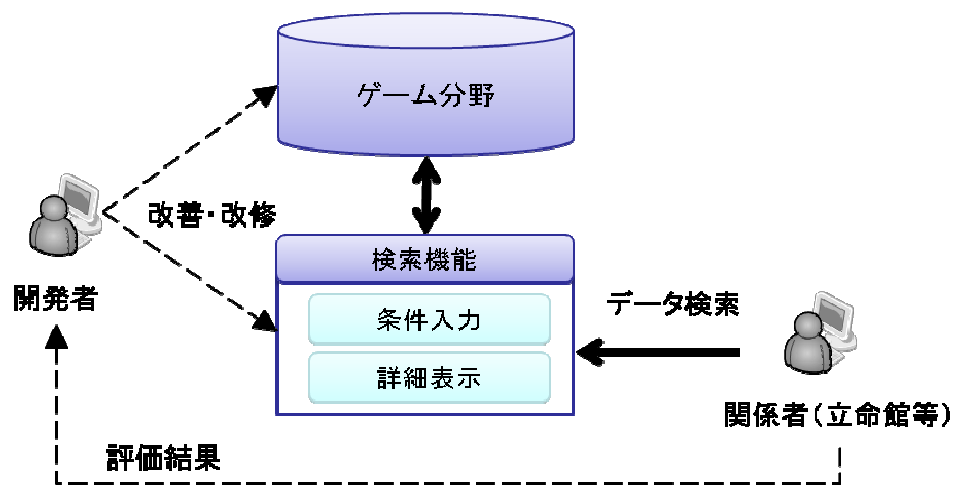 ゲーム分野
改善・改修
検索機能
開発者
条件入力
データ検索
詳細表示
関係者(立命館等)
評価結果